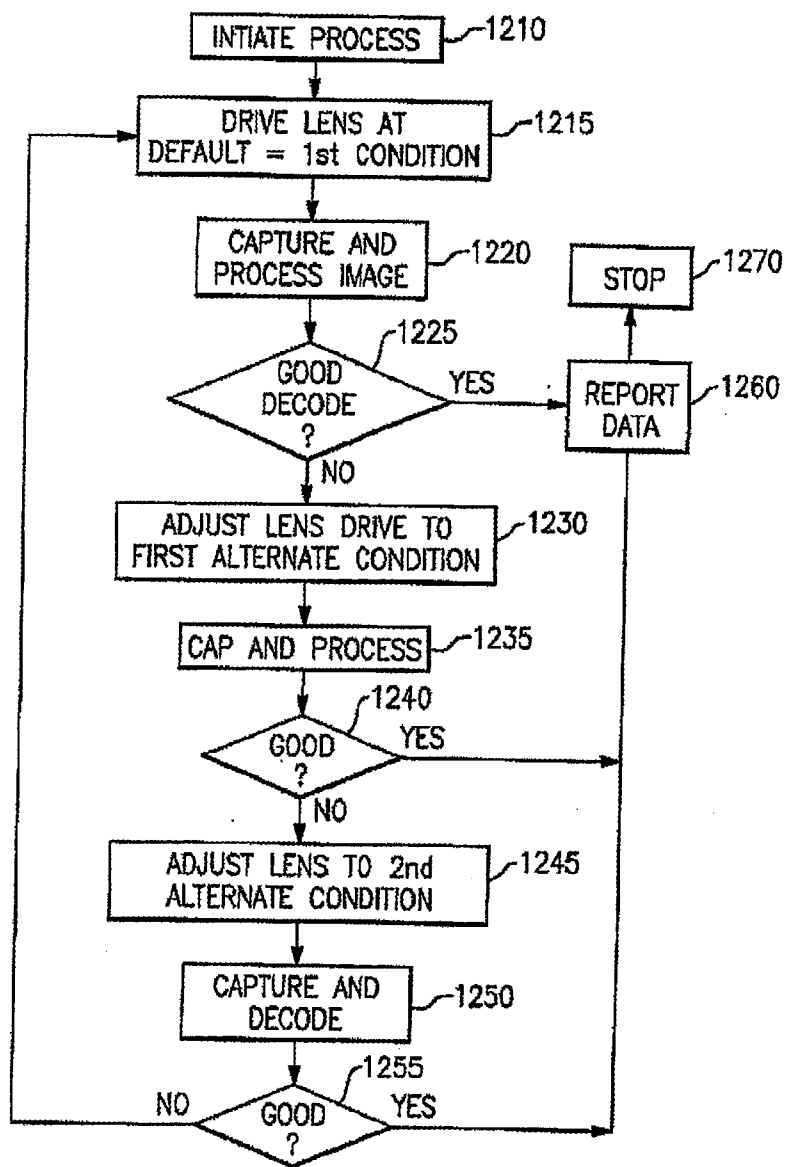 INTIATE PROCESS
1210
DRIVE LENS AT
DEFAULT = 1st CONDITION
1215
CAPTURE AND
PROCESS IMAGE
1220
STOP
1270
1225
GOOD
DECODE
?
YES
REPORT
DATA
1260
NO
ADJUST LENS DRIVE TO
FIRST ALTERNATE CONDITION
1230
CAP AND PROCESS
1235
1240
GOOD
?
YES
NO
ADJUST LENS TO 2nd
ALTERNATE CONDITION
1245
CAPTURE AND
DECODE
1250
1255
NO
GOOD
?
YES